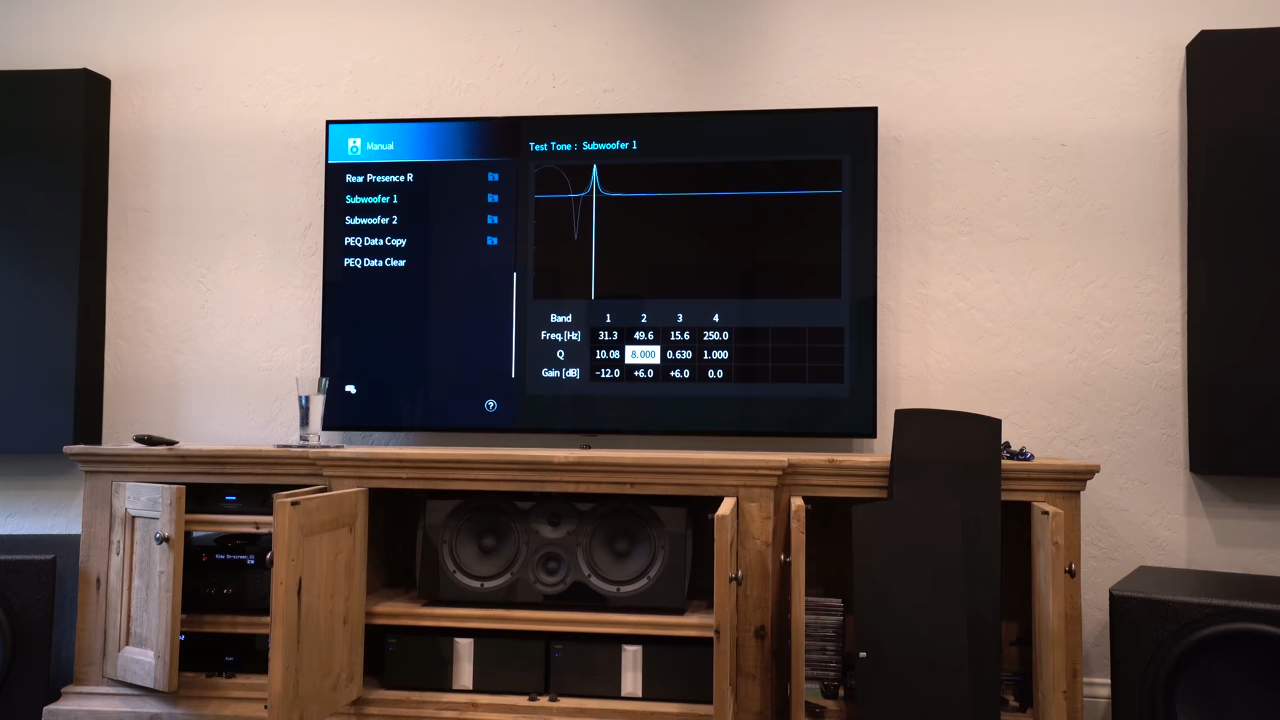 Manual
Rear Presence R
Subwoofer 1
Subwoofer 2
PEQ Data Copy
PEQ Data Clear
Test Tone : Subwoofer 1
Band 1 2 3 4
Freq.[Hz] 31.3 49.6 15.6 250.0
Q 10.08 8.000 0.630 1.000
Gain [dB] -12.0 +6.0 +6.0 0.0
?